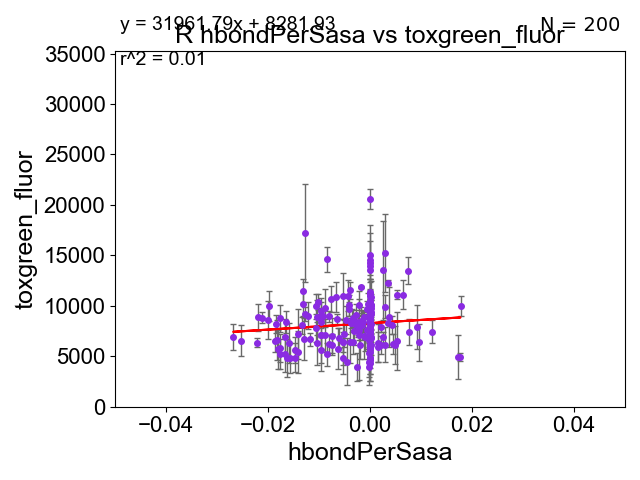 y = 31961.79x + 8281.93
N = 200
R hbondPerSasa vs toxgreen_fluor
r^2 = 0.01
35000
30000
25000
20000
15000
10000
5000
0
toxgreen_fluor
−0.04
−0.02
0.00
0.02
0.04
hbondPerSasa